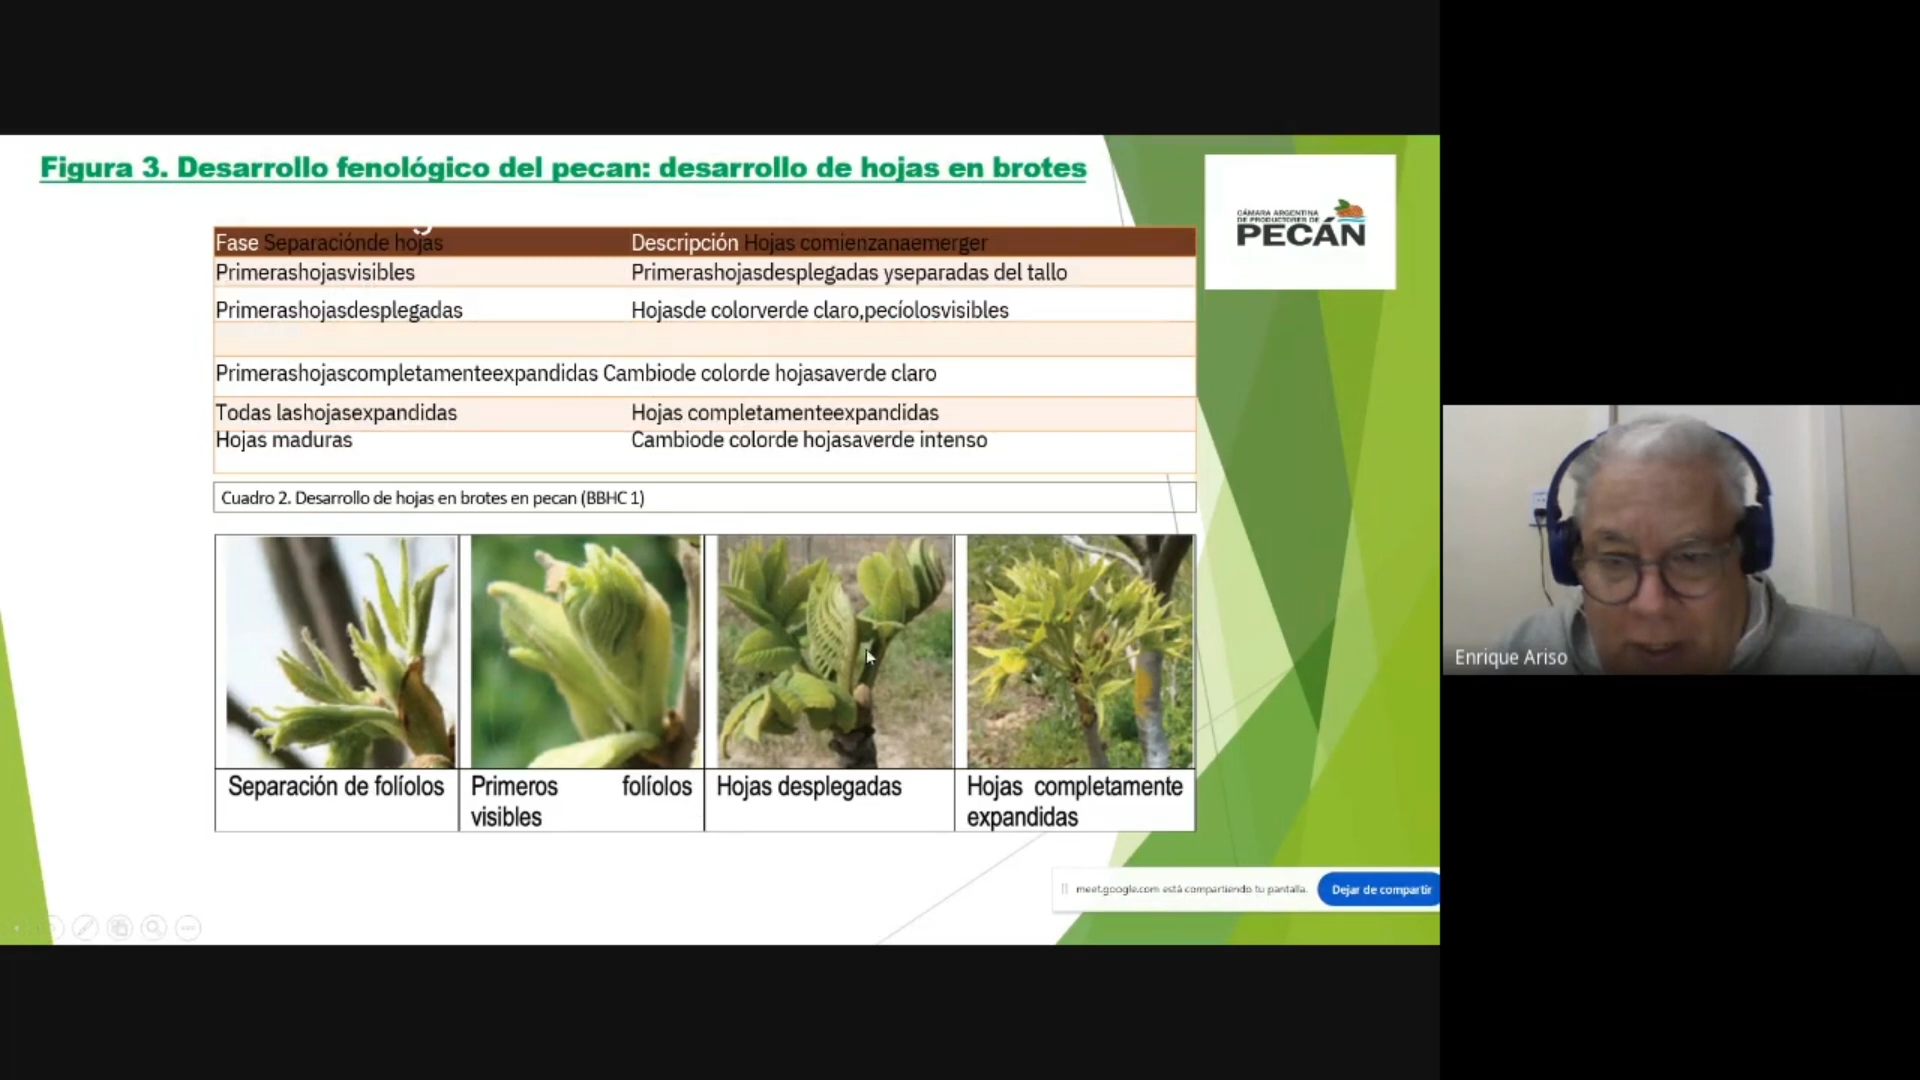 Figura 3. Desarrollo fenológico del pecan: desarrollo de hojas en brotes
CÁMARA ARGENTINA
DE PRODUCTORES DE
PECÁN
Fase Separaciónde hojas Descripción Hojas comienzanaemerger
Primerashojasvisibles Primerashojasdesplegadas yseparadas del tallo
Primerashojasdesplegadas Hojasde colorverde claro,pecíolosvisibles
Primerashojascompletamenteexpandidas Cambiode colorde hojasaverde claro
Todas lashojasexpandidas Hojas completamenteexpandidas
Hojas maduras Cambiode colorde hojasaverde intenso
Cuadro 2. Desarrollo de hojas en brotes en pecan (BBHC 1)
Separación de folíolos
Primeros folíolos
visibles
Hojas desplegadas
Hojas completamente
expandidas
meet.google.com está compartiendo tu pantalla.
Dejar de compartir
Enrique Ariso